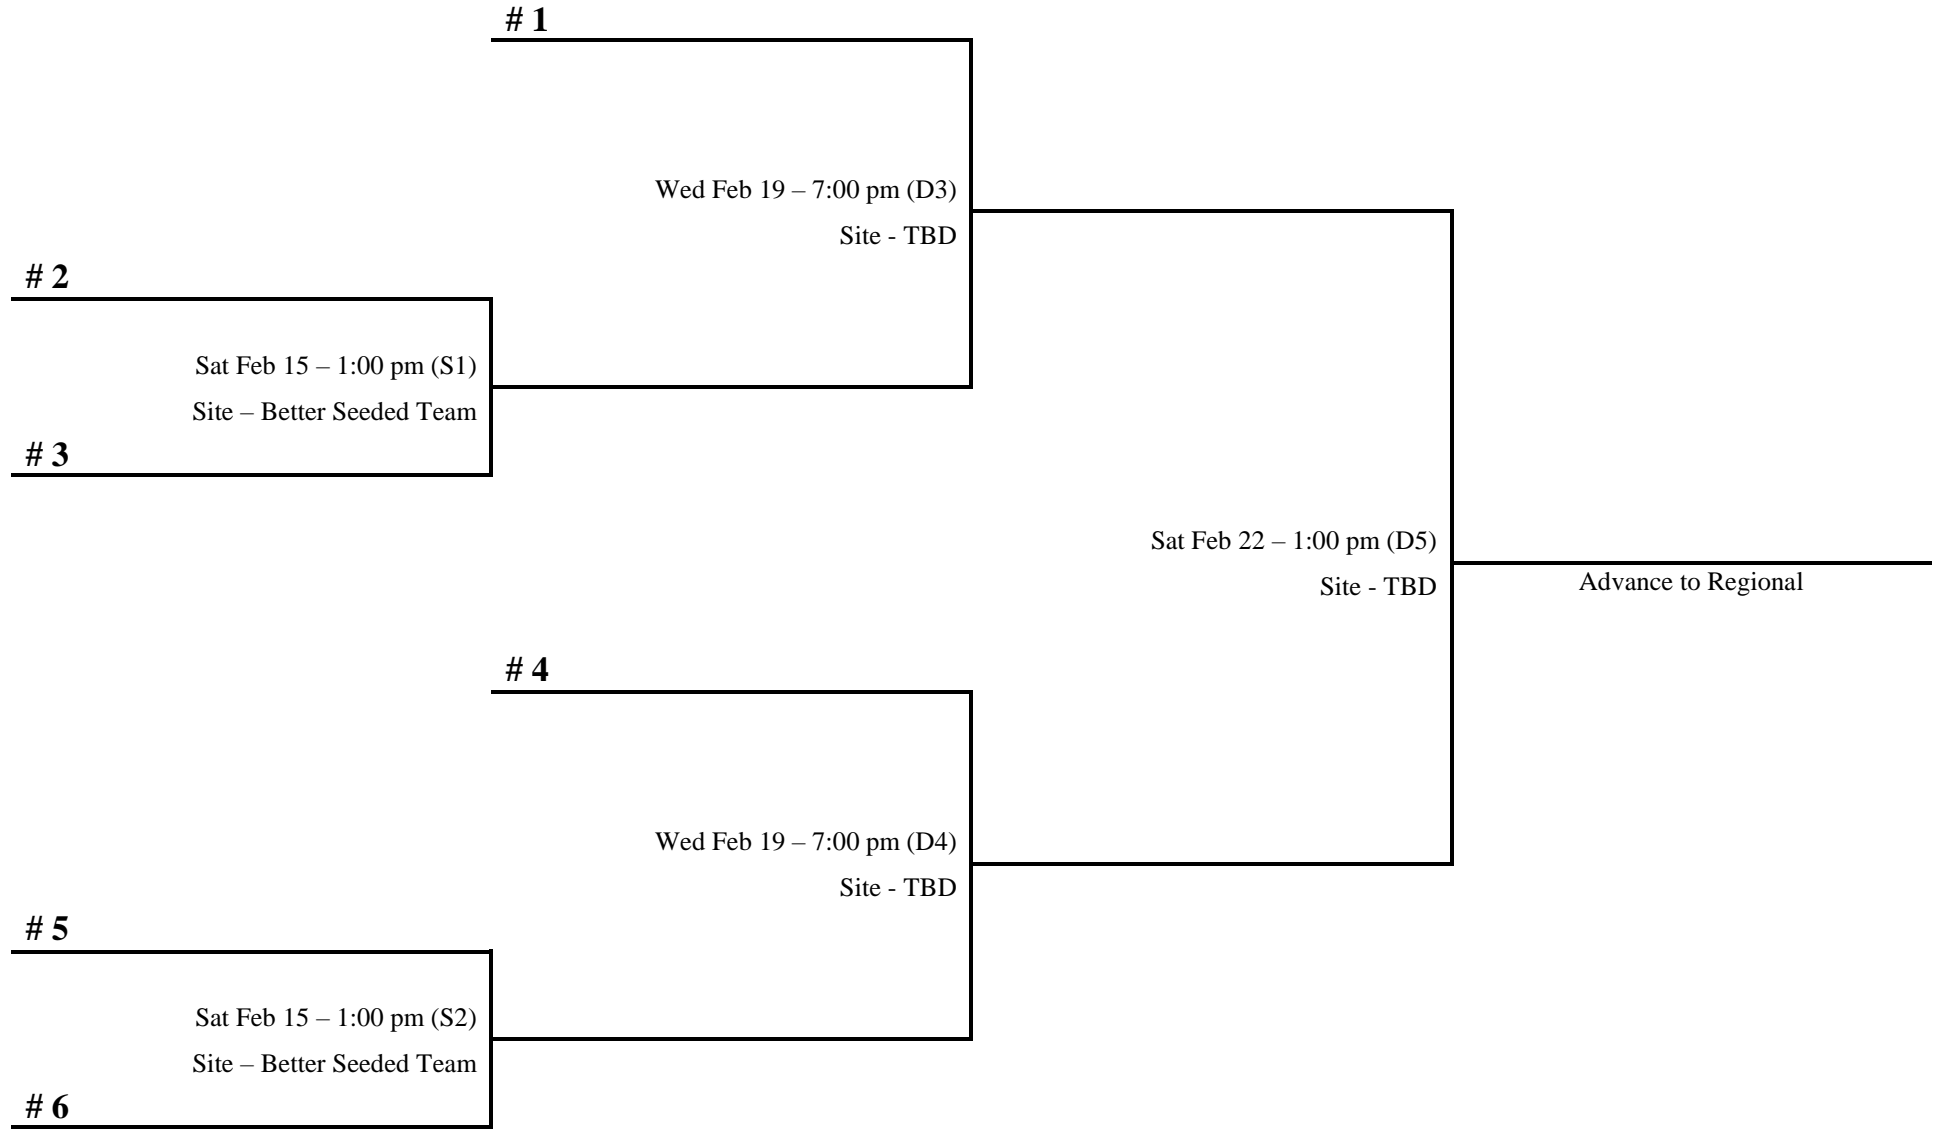 # 1
Wed Feb 19 – 7:00 pm (D3)
Site - TBD
# 2
Sat Feb 15 – 1:00 pm (S1)
Site – Better Seeded Team
# 3
Sat Feb 22 – 1:00 pm (D5)
Site - TBD
Advance to Regional
# 4
Wed Feb 19 – 7:00 pm (D4)
Site - TBD
# 5
Sat Feb 15 – 1:00 pm (S2)
Site – Better Seeded Team
# 6